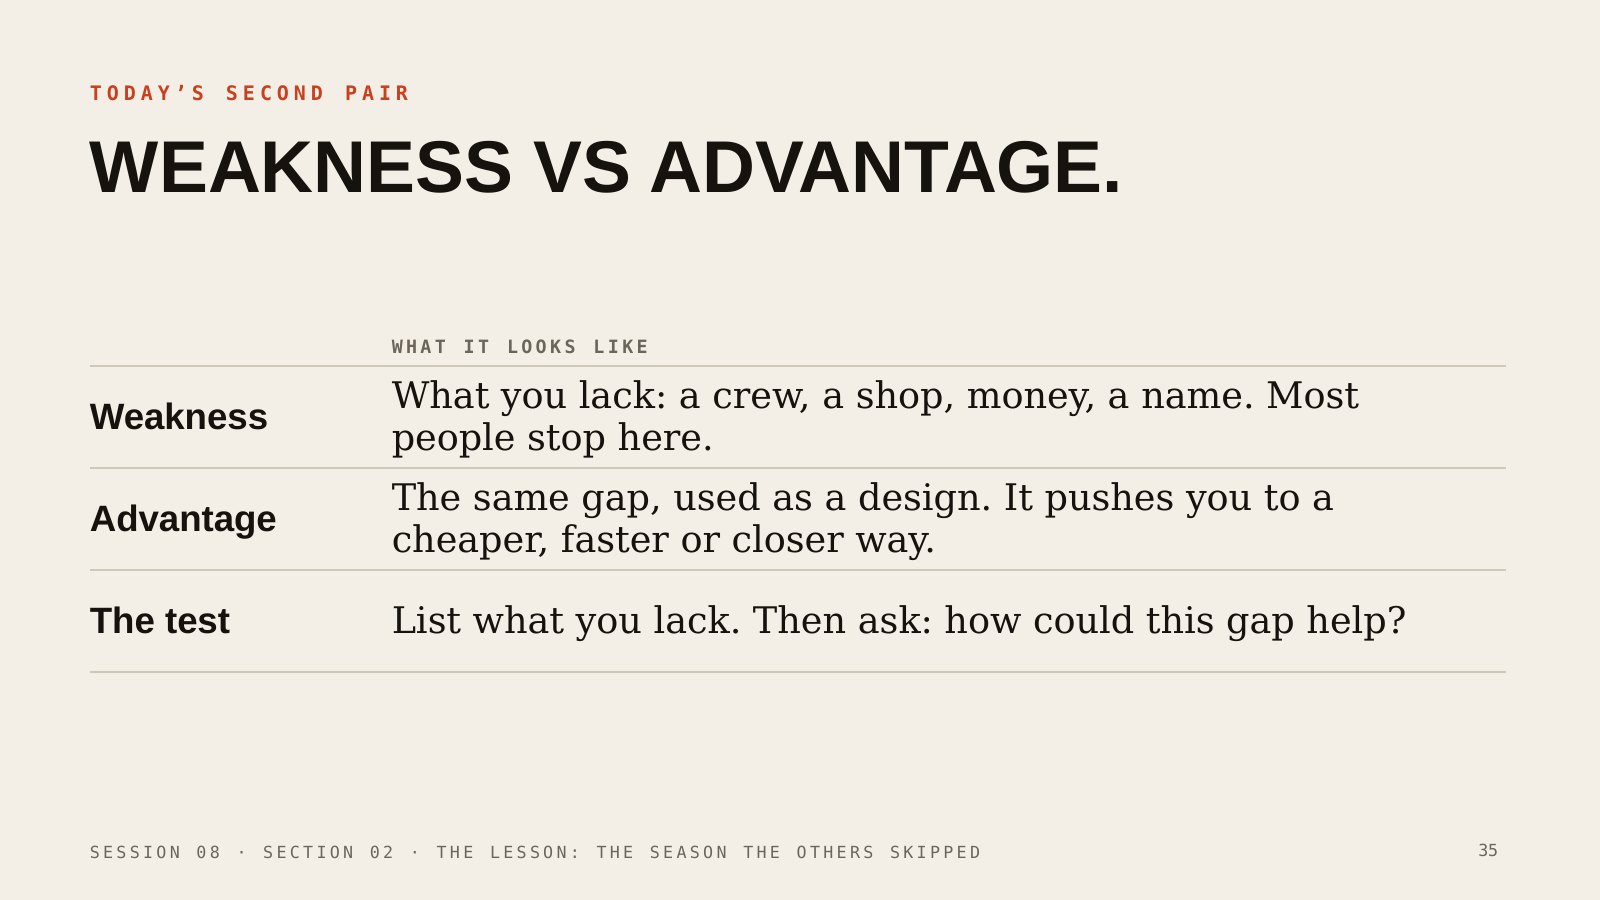 TODAY’S SECOND PAIR
WEAKNESS VS ADVANTAGE.
WHAT IT LOOKS LIKE
Weakness
What you lack: a crew, a shop, money, a name. Most
people stop here.
Advantage
The same gap, used as a design. It pushes you to a
cheaper, faster or closer way.
The test
List what you lack. Then ask: how could this gap help?
SESSION 08 · SECTION 02 · THE LESSON: THE SEASON THE OTHERS SKIPPED
35